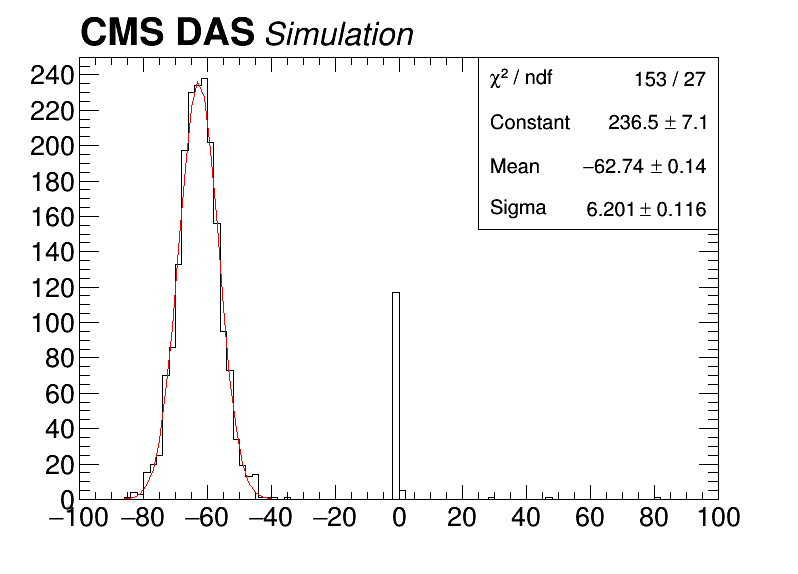 CMS DAS Simulation
χ² / ndf 153 / 27
Constant 236.5 ± 7.1
Mean −62.74 ± 0.14
Sigma 6.201 ± 0.116
240
220
200
180
160
140
120
100
80
60
40
20
0
−100 −80 −60 −40 −20 0 20 40 60 80 100